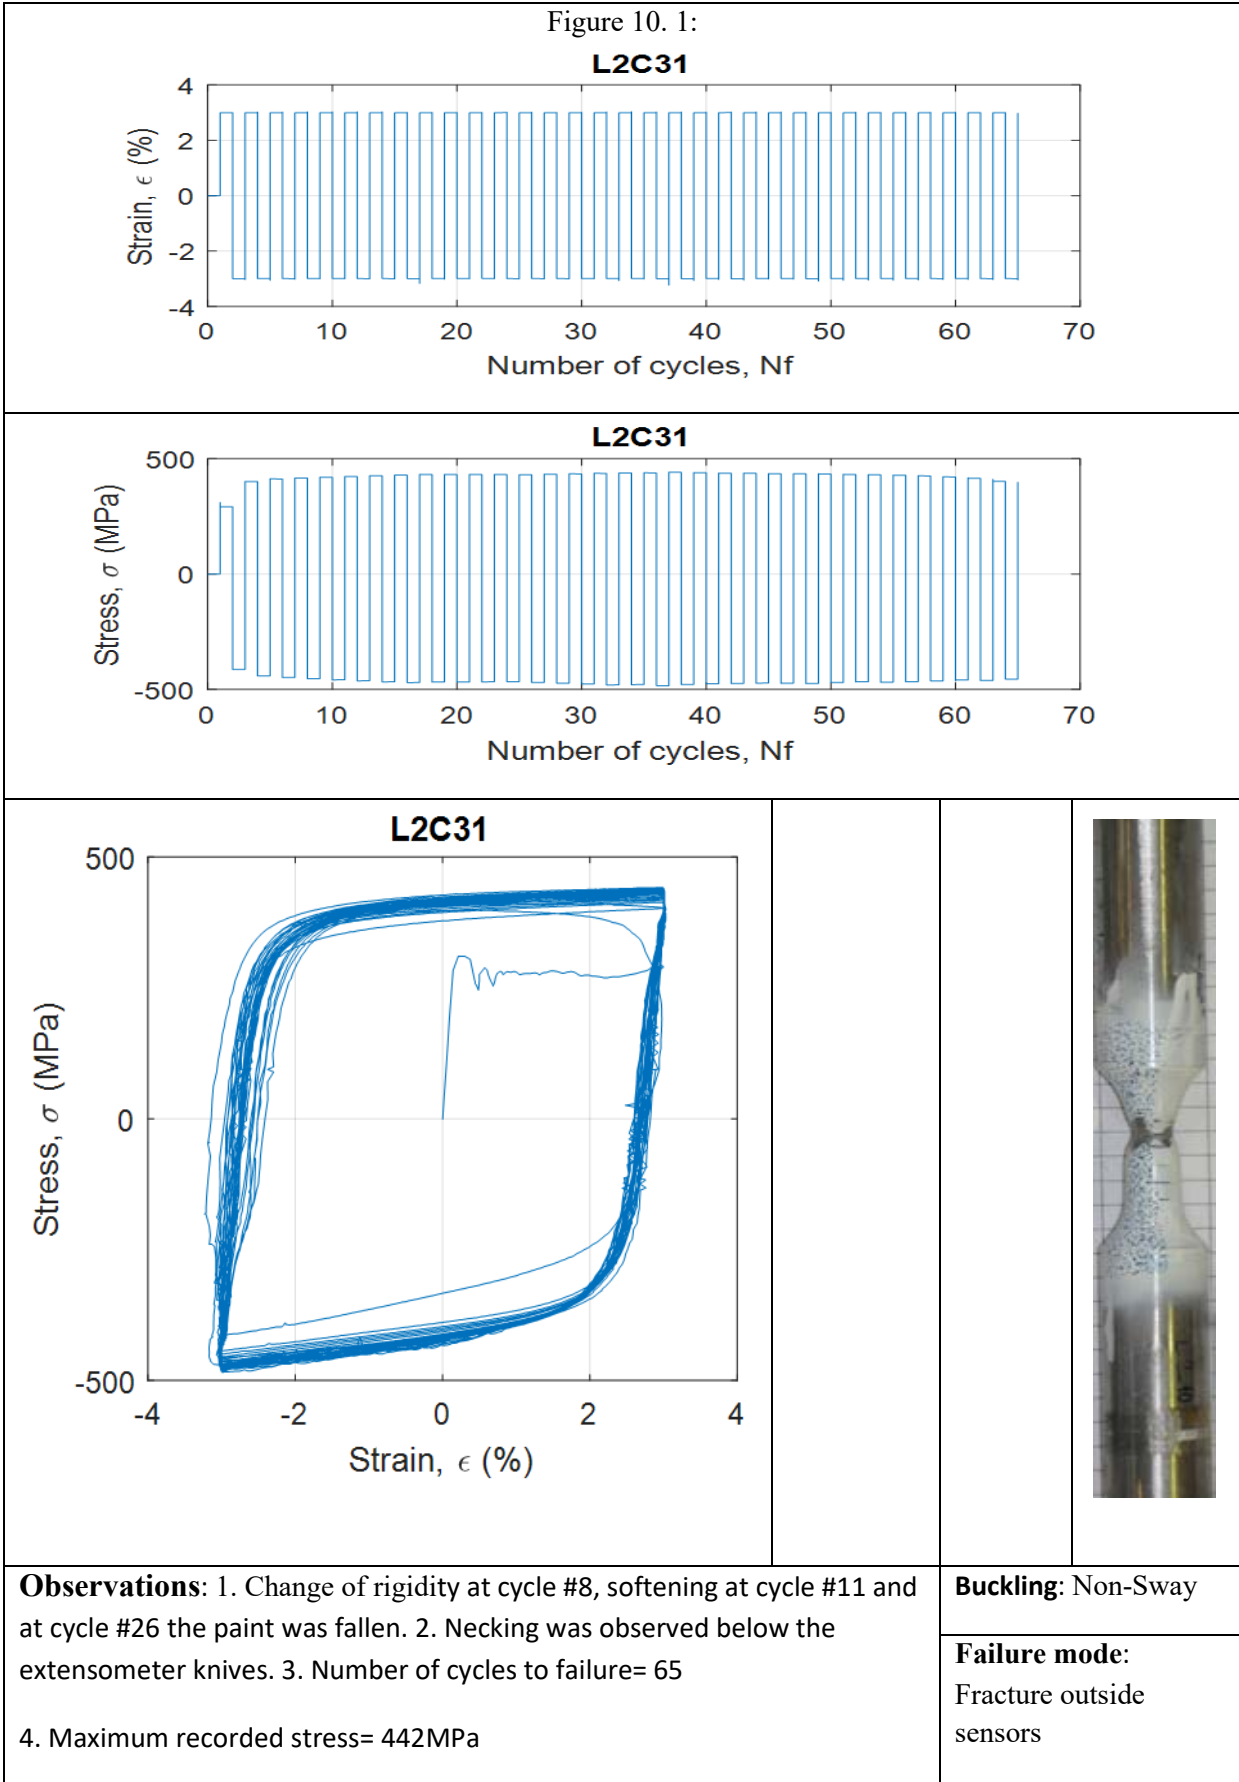 Figure 10. 1:
L2C31
4
2
0
-2
-4
Strain, ϵ (%)
0 10 20 30 40 50 60 70
Number of cycles, Nf
L2C31
500
0
-500
Stress, σ (MPa)
0 10 20 30 40 50 60 70
Number of cycles, Nf
L2C31
500
0
-500
Stress, σ (MPa)
-4 -2 0 2 4
Strain, ϵ (%)
Observations: 1. Change of rigidity at cycle #8, softening at cycle #11 and
at cycle #26 the paint was fallen. 2. Necking was observed below the
extensometer knives. 3. Number of cycles to failure= 65
4. Maximum recorded stress= 442MPa
Buckling: Non-Sway
Failure mode:
Fracture outside
sensors